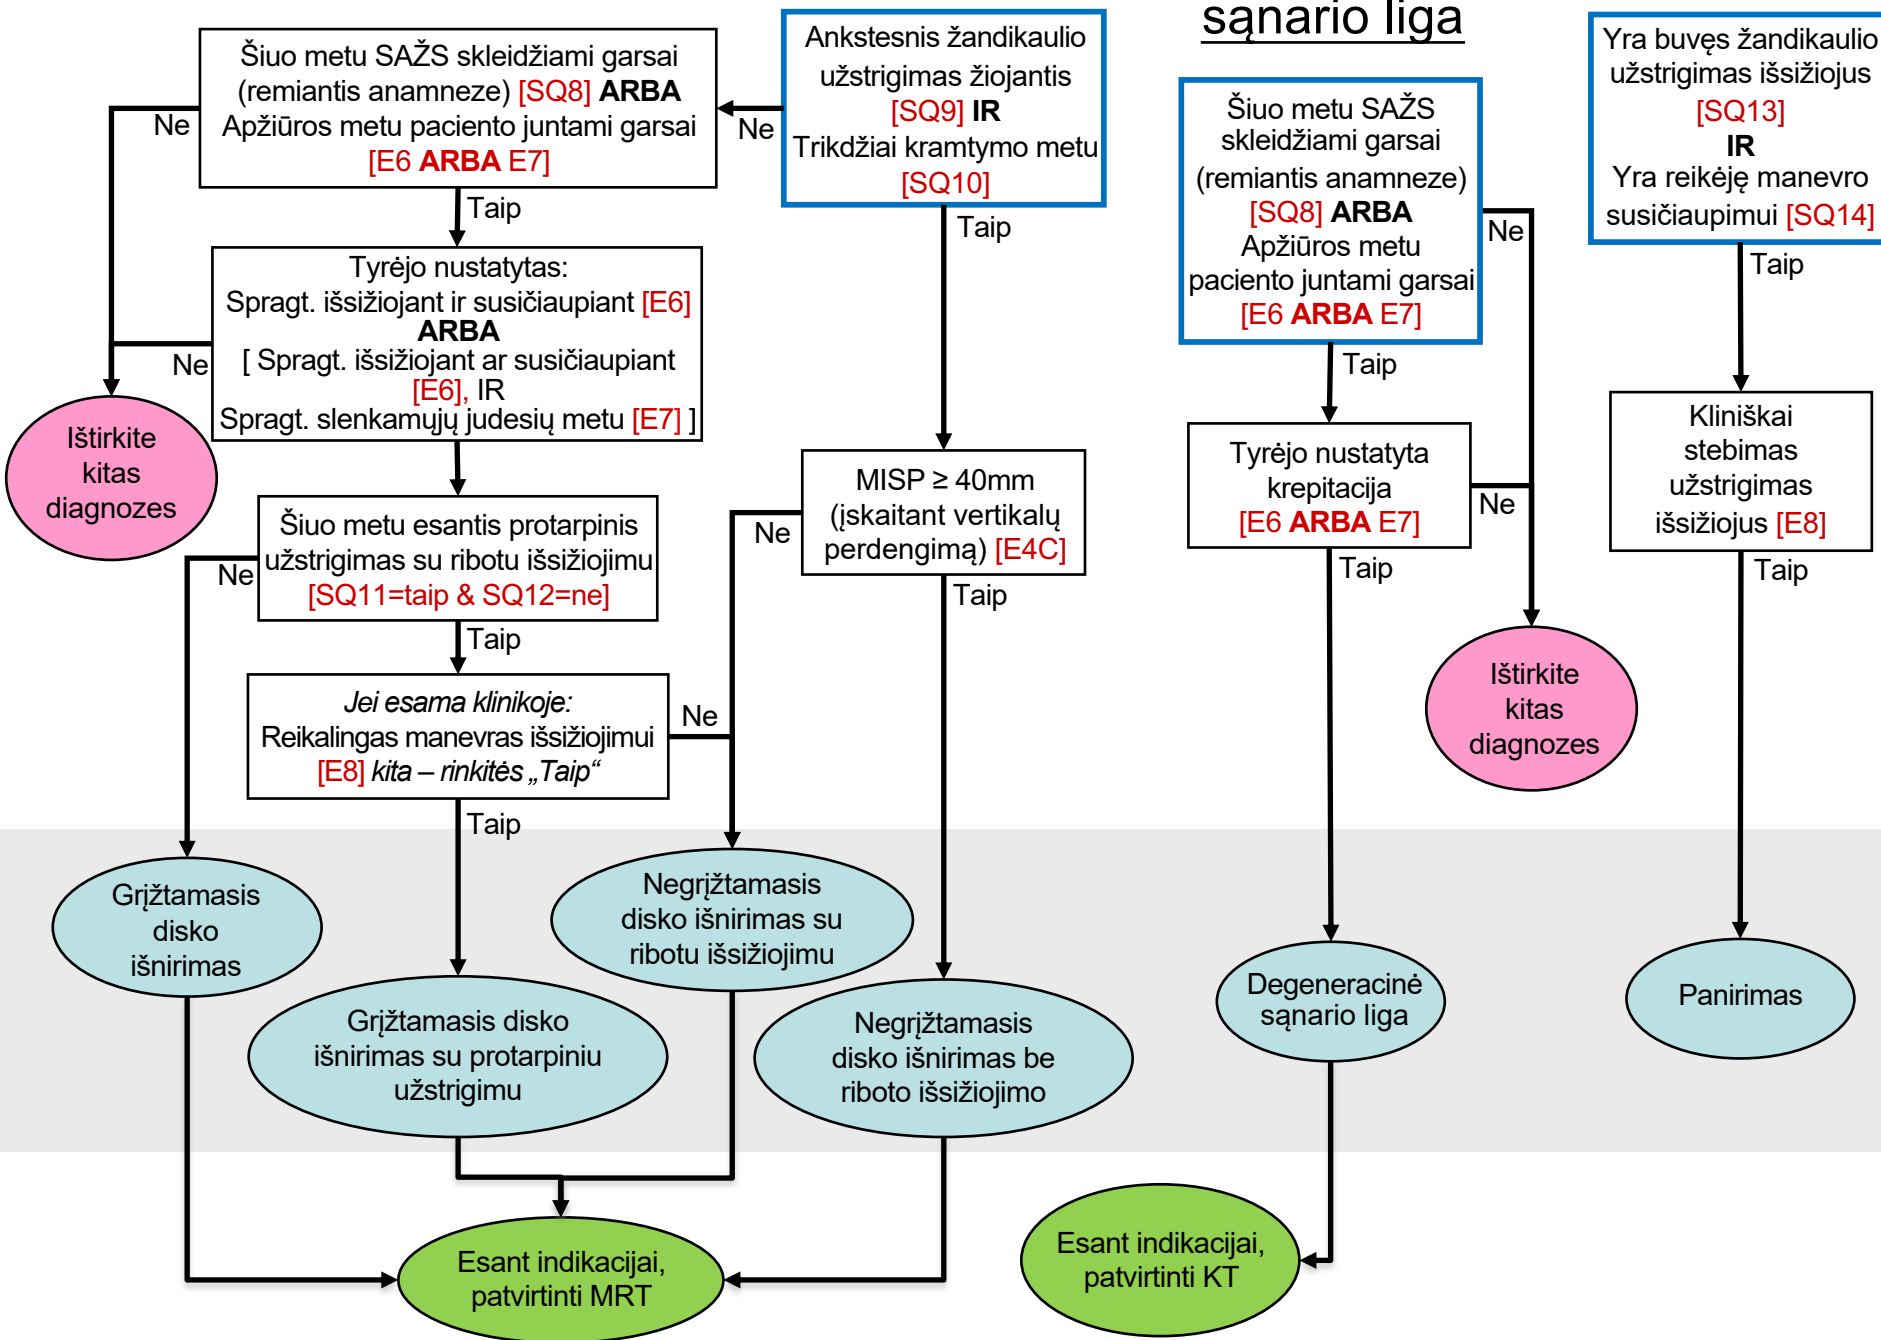 sąnario liga
Šiuo metu SAŽS skleidžiami garsai
(remiantis anamneze) [SQ8] ARBA
Apžiūros metu paciento juntami garsai
[E6 ARBA E7]
Ne
Taip
Ankstesnis žandikaulio
užstrigimas žiojantis
[SQ9] IR
Trikdžiai kramtymo metu
[SQ10]
Ne
Taip
Tyrėjo nustatytas:
Spragt. išsižiojant ir susičiaupiant [E6]
ARBA
[ Spragt. išsižiojant ar susičiaupiant
[E6], IR
Spragt. slenkamųjų judesių metu [E7] ]
Ne
Ištirkite
kitas
diagnozes
Šiuo metu esantis protarpinis
užstrigimas su ribotu išsižiojimu
[SQ11=taip & SQ12=ne]
Ne
Taip
Jei esama klinikoje:
Reikalingas manevras išsižiojimui
[E8] kita – rinkitės „Taip“
Ne
Taip
MISP ≥ 40mm
(įskaitant vertikalų
perdengimą) [E4C]
Ne
Taip
Grįžtamasis
disko
išnirimas
Grįžtamasis disko
išnirimas su protarpiniu
užstrigimu
Negrįžtamasis
disko išnirimas su
ribotu išsižiojimu
Negrįžtamasis
disko išnirimas be
riboto išsižiojimo
Esant indikacijai,
patvirtinti MRT
Šiuo metu SAŽS
skleidžiami garsai
(remiantis anamneze)
[SQ8] ARBA
Apžiūros metu
paciento juntami garsai
[E6 ARBA E7]
Ne
Taip
Tyrėjo nustatyta
krepitacija
[E6 ARBA E7]
Ne
Taip
Ištirkite
kitas
diagnozes
Degeneracinė
sąnario liga
Esant indikacijai,
patvirtinti KT
Yra buvęs žandikaulio
užstrigimas išsižiojus
[SQ13]
IR
Yra reikėję manevro
susičiaupimui [SQ14]
Taip
Kliniškai
stebimas
užstrigimas
išsižiojus [E8]
Taip
Panirimas